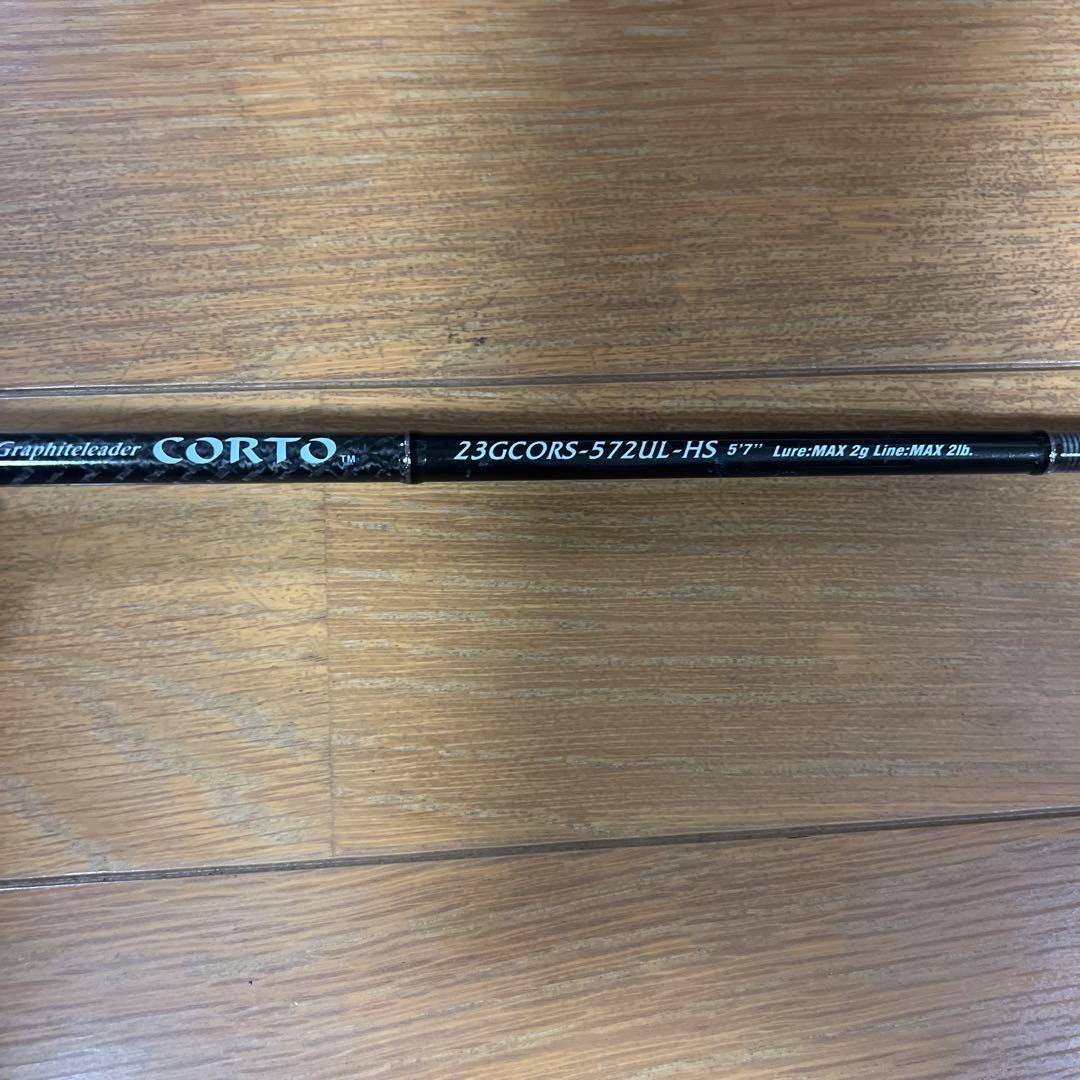 Graphiteleader CORTO™ 23GCORS-572UL-HS 5'7'' Lure:MAX 2g Line:MAX 2lb.